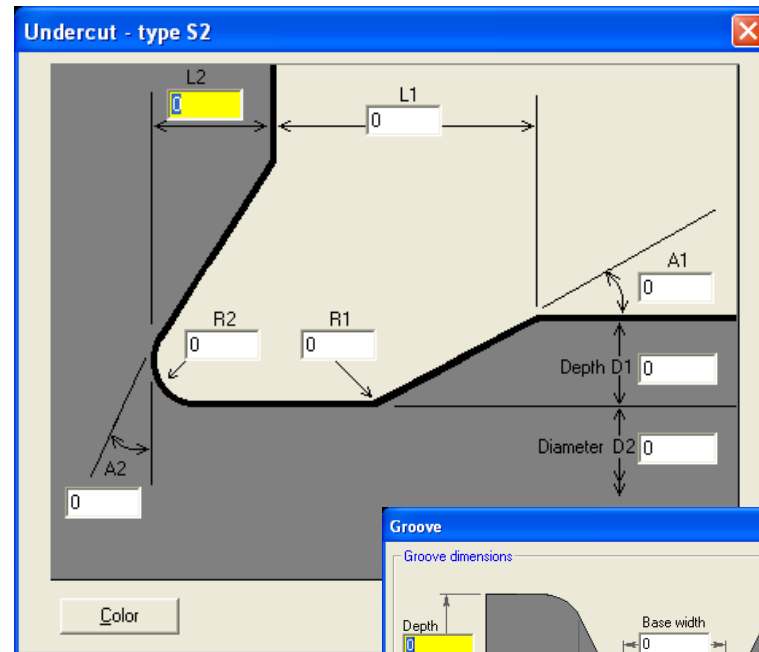 Undercut - type S2
L2
0
L1
0
A1
0
R2
0
R1
0
Depth D1
0
Diameter D2
0
A2
0
Color
Groove
Groove dimensions
Depth
0
Base width
0